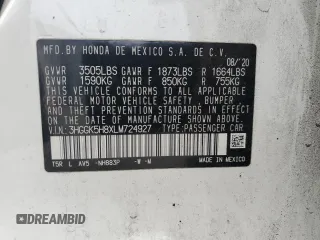 MFD. BY HONDA DE MEXICO S.A. DE C.V.
08/'20
GVWR 3505LBS GAWR F 1873LBS R 1664LBS
GVWR 1590KG GAWR F 850KG R 755KG
THIS VEHICLE CONFORMS TO ALL APPLICABLE FEDERAL
MOTOR VEHICLE SAFETY, BUMPER, AND THEFT PREVENTION
STANDARDS IN EFFECT ON THE DATE OF MANUFACTURE
SHOWN ABOVE.
V.I.N: 3HGGK5H8XLM724927 TYPE: PASSENGER CAR
T5R L AV5 -NH883P -W -M
MADE IN MEXICO
DREAMBID